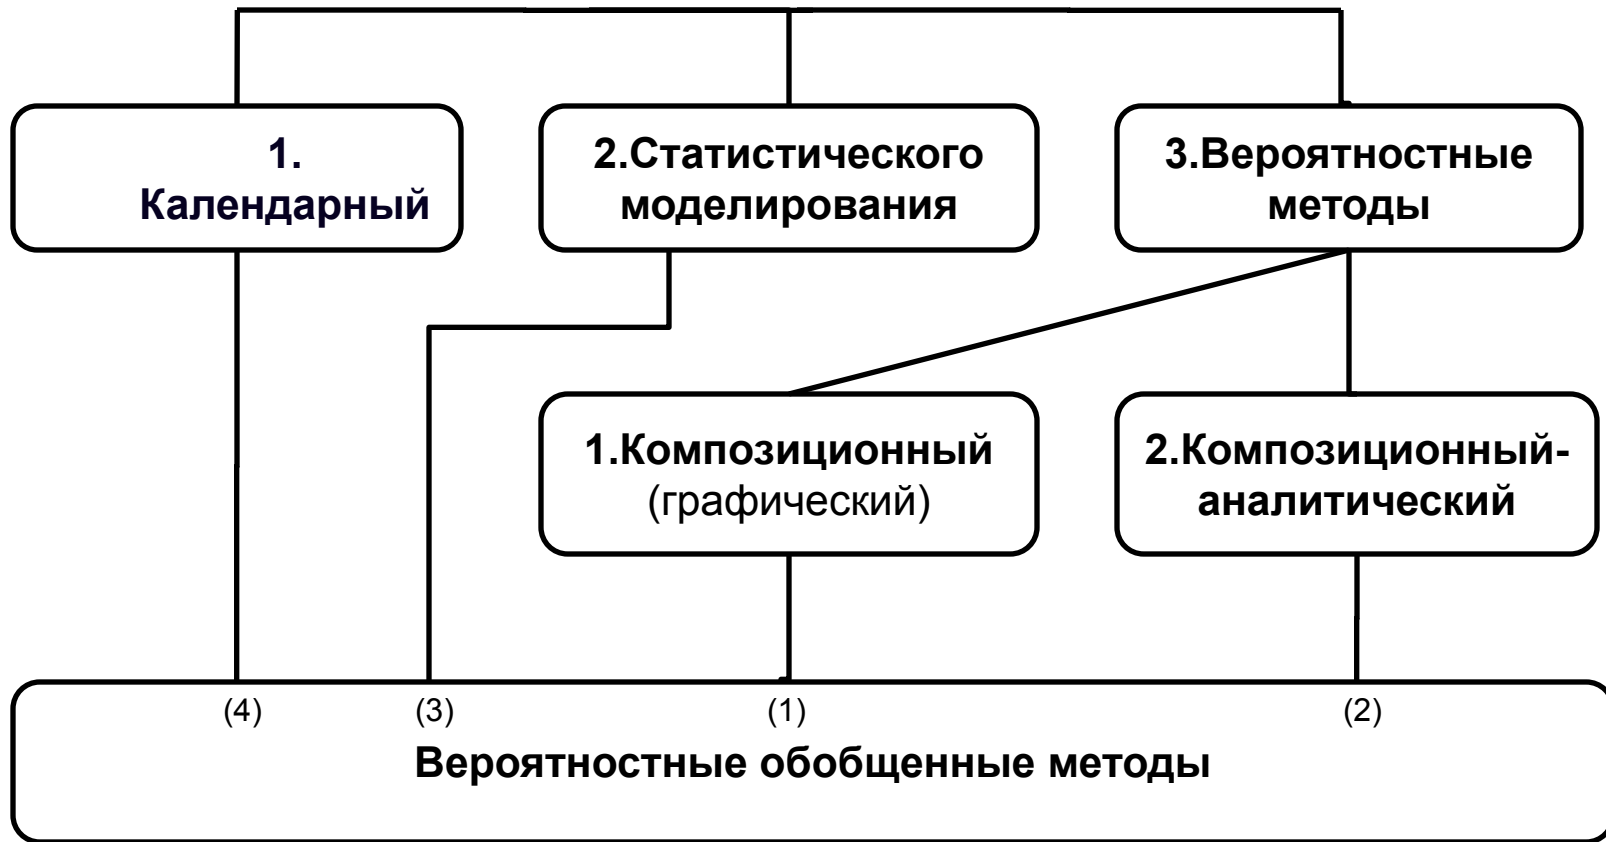 1.
Календарный
2.Статистического
моделирования
3.Вероятностные
методы
1.Композиционный
(графический)
2.Композиционный-
аналитический
(4) (3) (1) (2)
Вероятностные обобщенные методы